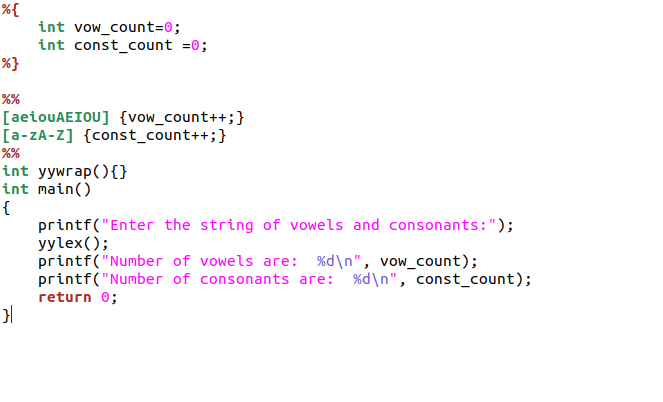 %{
    int vow_count=0;
    int const_count =0;
%}

%%
[aeiouAEIOU] {vow_count++;}
[a-zA-Z] {const_count++;}
%%
int yywrap(){}
int main()
{
    printf("Enter the string of vowels and consonants:");
    yylex();
    printf("Number of vowels are:  %d\n", vow_count);
    printf("Number of consonants are:  %d\n", const_count);
    return 0;
}